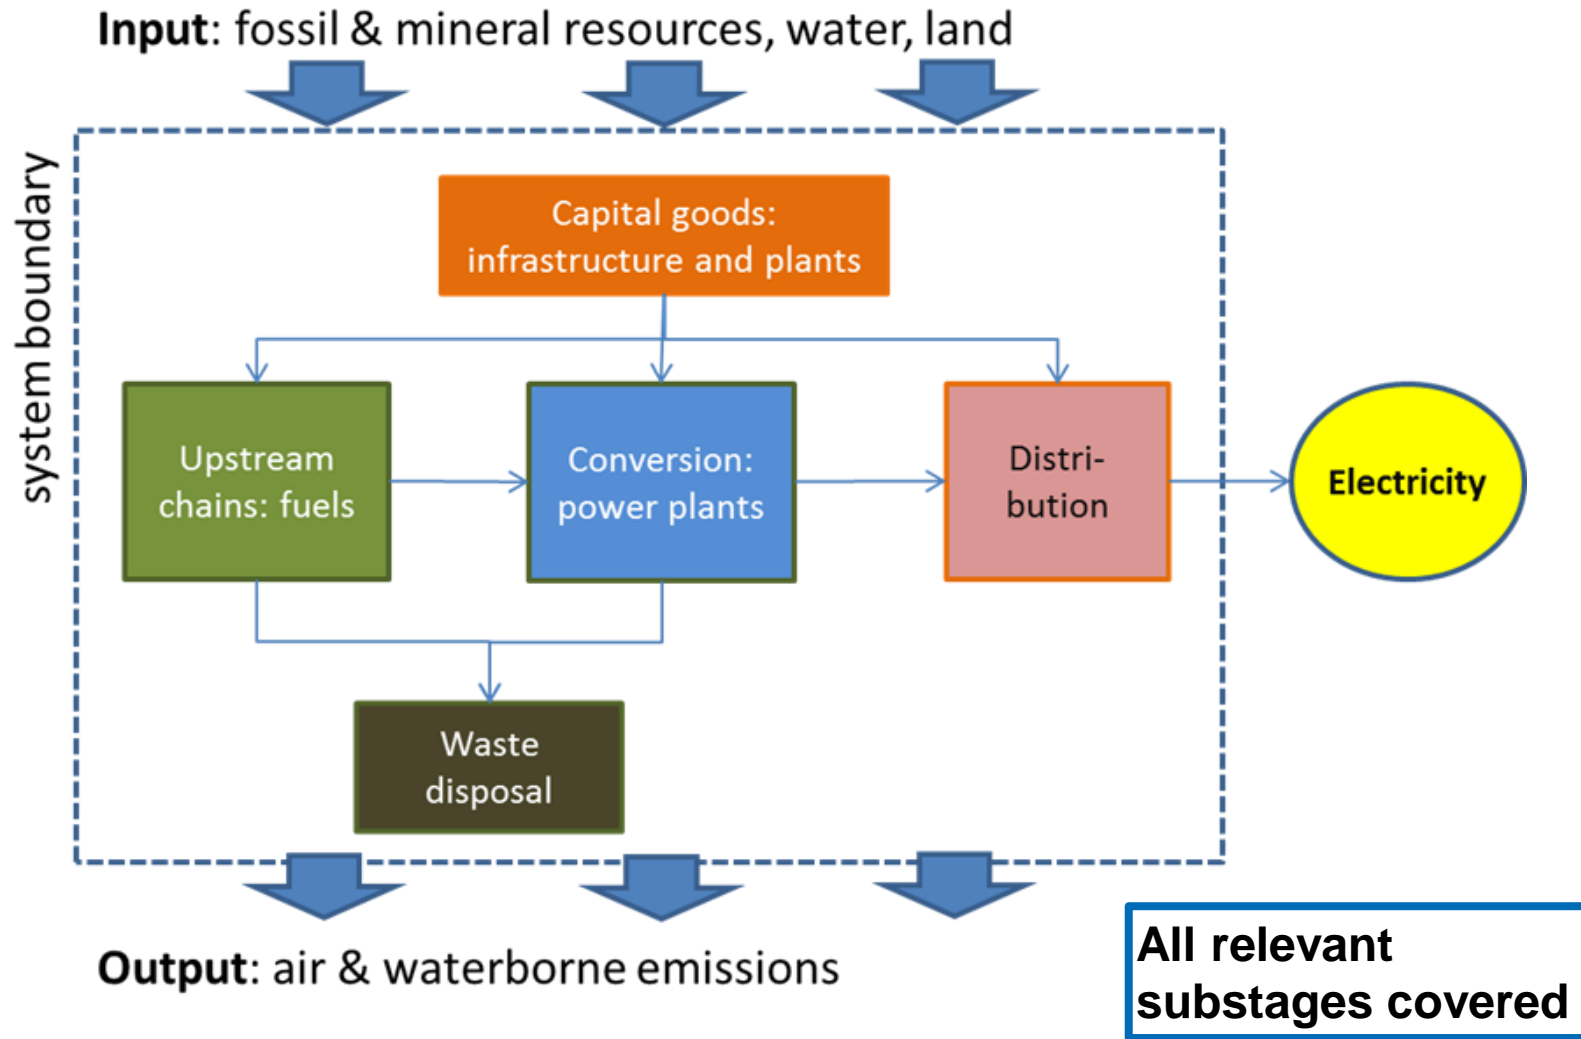 Input: fossil & mineral resources, water, land
system boundary
Capital goods:
infrastructure and plants
Upstream
chains: fuels
Conversion:
power plants
Distri-
bution
Electricity
Waste
disposal
Output: air & waterborne emissions
All relevant
substages covered